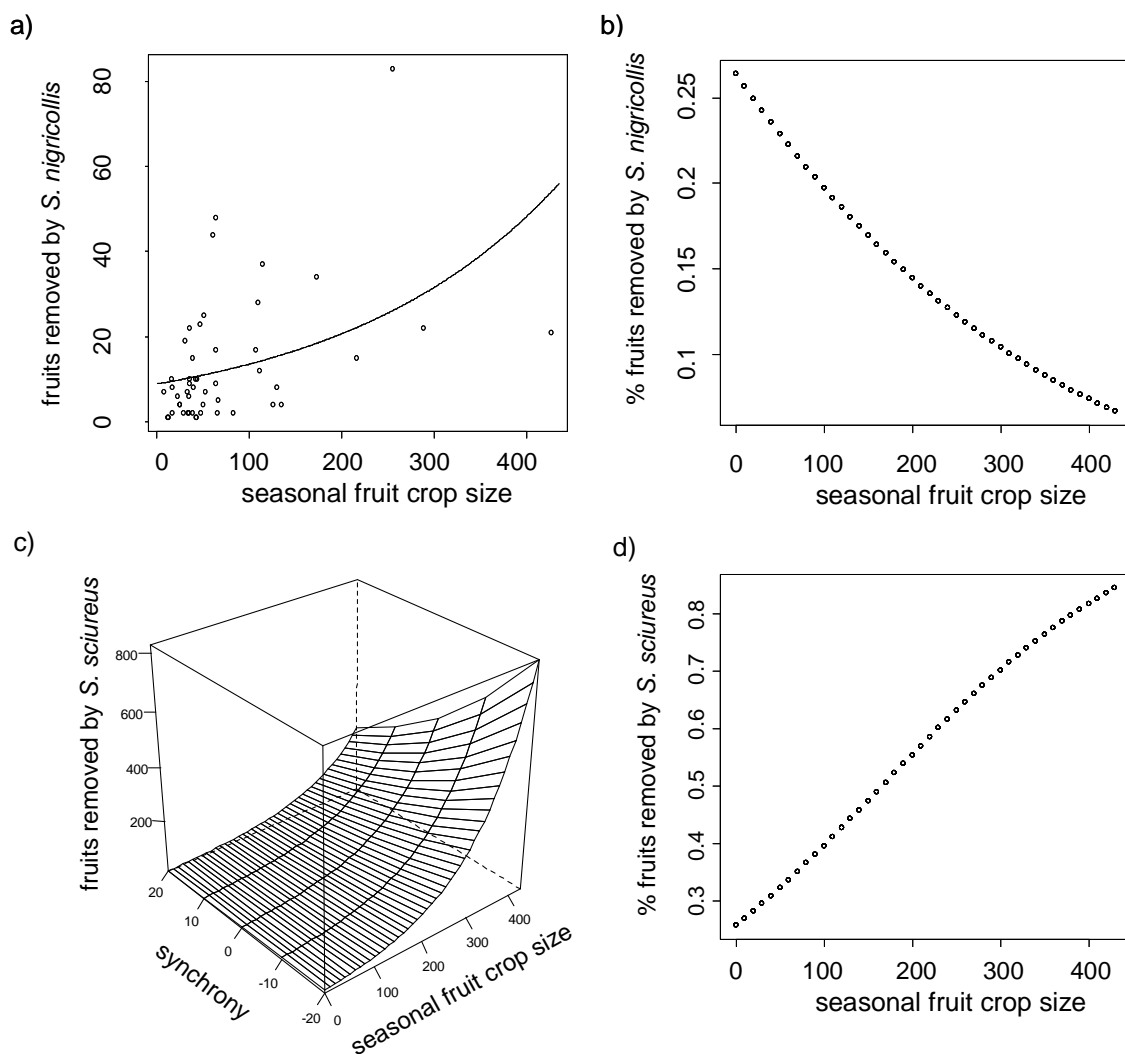 a)
fruits removed by S. nigricollis
0 20 40 60 80
0 100 200 300 400
seasonal fruit crop size
b)
% fruits removed by S. nigricollis
0.1 0.15 0.2 0.25
0 100 200 300 400
seasonal fruit crop size
c)
fruits removed by S. sciureus
800
600
400
200
20
10
0
-10
-20
synchrony
0 100 200 300 400
seasonal fruit crop size
d)
% fruits removed by S. sciureus
0.3 0.4 0.5 0.6 0.7 0.8
0 100 200 300 400
seasonal fruit crop size